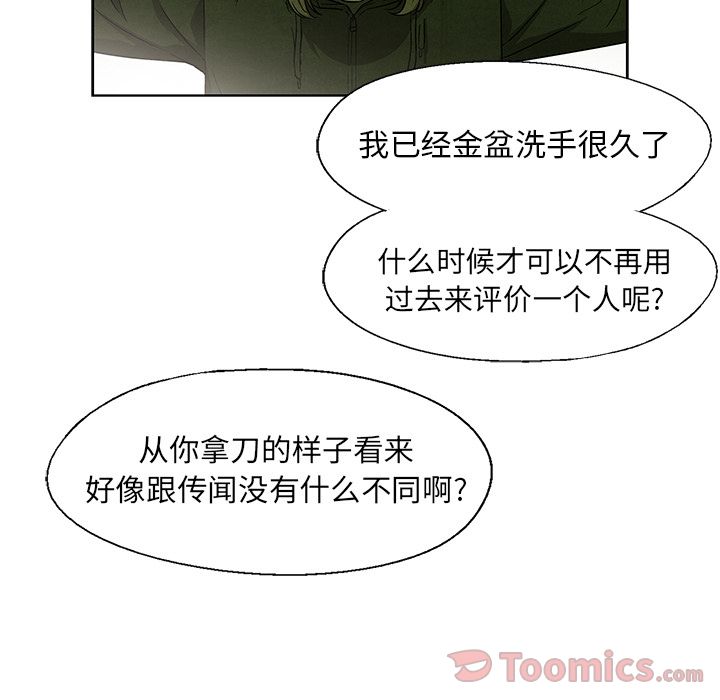 我已经金盆洗手很久了
什么时候才可以不再用
过去来评价一个人呢?
从你拿刀的样子看来
好像跟传闻没有什么不同啊?
Toomics.com